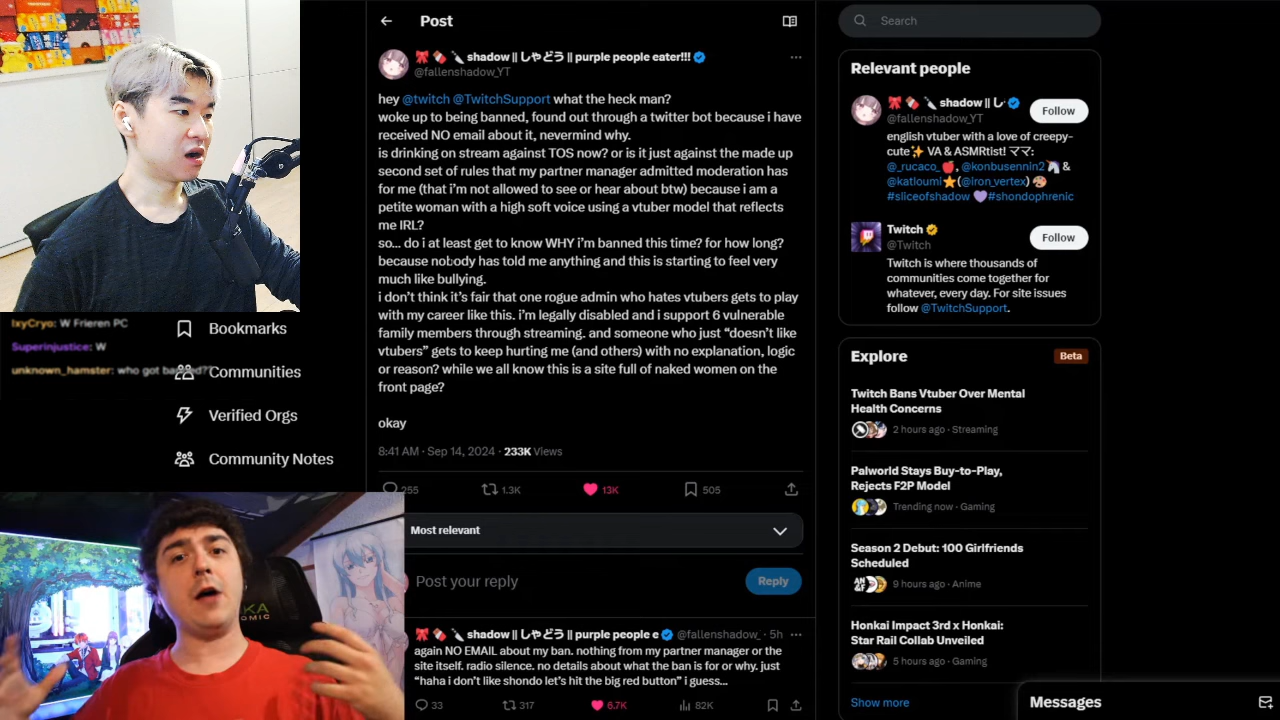 Post
🎀 🍫 🔪 shadow || しゃどう || purple people eater!!!
@fallenshadow_YT
hey @twitch @TwitchSupport what the heck man?
woke up to being banned, found out through a twitter bot because i have
received NO email about it, nevermind why.
is drinking on stream against TOS now? or is it just against the made up
second set of rules that my partner manager admitted moderation has
for me (that i'm not allowed to see or hear about btw) because i am a
petite woman with a high soft voice using a vtuber model that reflects
me IRL?
so... do i at least get to know WHY i'm banned this time? for how long?
because nobody has told me anything and this is starting to feel very
much like bullying.
i don't think it's fair that one rogue admin who hates vtubers gets to play
with my career like this. i'm legally disabled and i support 6 vulnerable
family members through streaming. and someone who just “doesn't like
vtubers” gets to keep hurting me (and others) with no explanation, logic
or reason? while we all know this is a site full of naked women on the
front page?
okay
8:41 AM · Sep 14, 2024 · 233K Views
255
1.3K
13K
505
Most relevant
Post your reply
Reply
🎀 🍫 🔪 shadow || しゃどう || purple people e @fallenshadow_ · 5h
again NO EMAIL about my ban. nothing from my partner manager or the
site itself. radio silence. no details about what the ban is for or why. just
“haha i don't like shondo let's hit the big red button” i guess...
33
317
6.7K
82K
IxyCryo: W Frieren PC
Superinjustice: W
unknown_hamster: who got banned??
Bookmarks
Communities
Verified Orgs
Community Notes
Search
Relevant people
🎀 🍫 🔪 shadow || し·
@fallenshadow_YT
Follow
english vtuber with a love of creepy-
cute✨ VA & ASMRtist! ママ:
@_rucaco_🍎, @konbusennin2🦄 &
@katloumi⭐(@iron_vertex)🎨
#sliceofshadow 💜#shondophrenic
Twitch
@Twitch
Follow
Twitch is where thousands of
communities come together for
whatever, every day. For site issues
follow @TwitchSupport.
Explore
Beta
Twitch Bans Vtuber Over Mental
Health Concerns
2 hours ago · Streaming
Palworld Stays Buy-to-Play,
Rejects F2P Model
Trending now · Gaming
Season 2 Debut: 100 Girlfriends
Scheduled
9 hours ago · Anime
Honkai Impact 3rd x Honkai:
Star Rail Collab Unveiled
5 hours ago · Gaming
Show more
Messages